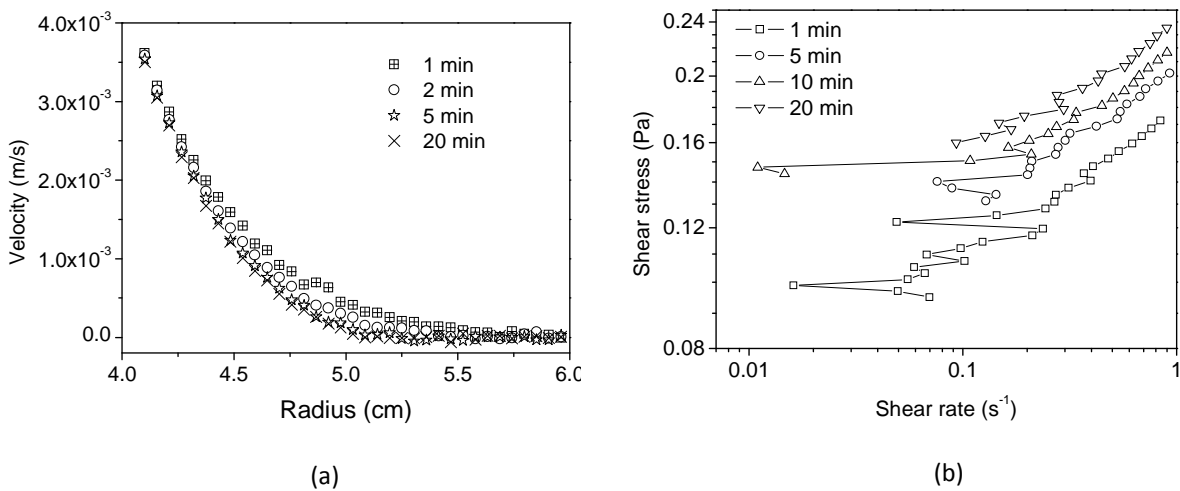 4.0x10⁻³
3.0x10⁻³
2.0x10⁻³
1.0x10⁻³
0.0
Velocity (m/s)
1 min
2 min
5 min
20 min
4.0 4.5 5.0 5.5 6.0
Radius (cm)
(a)
0.24
0.2
0.16
0.12
0.08
Shear stress (Pa)
1 min
5 min
10 min
20 min
0.01 0.1 1
Shear rate (s⁻¹)
(b)